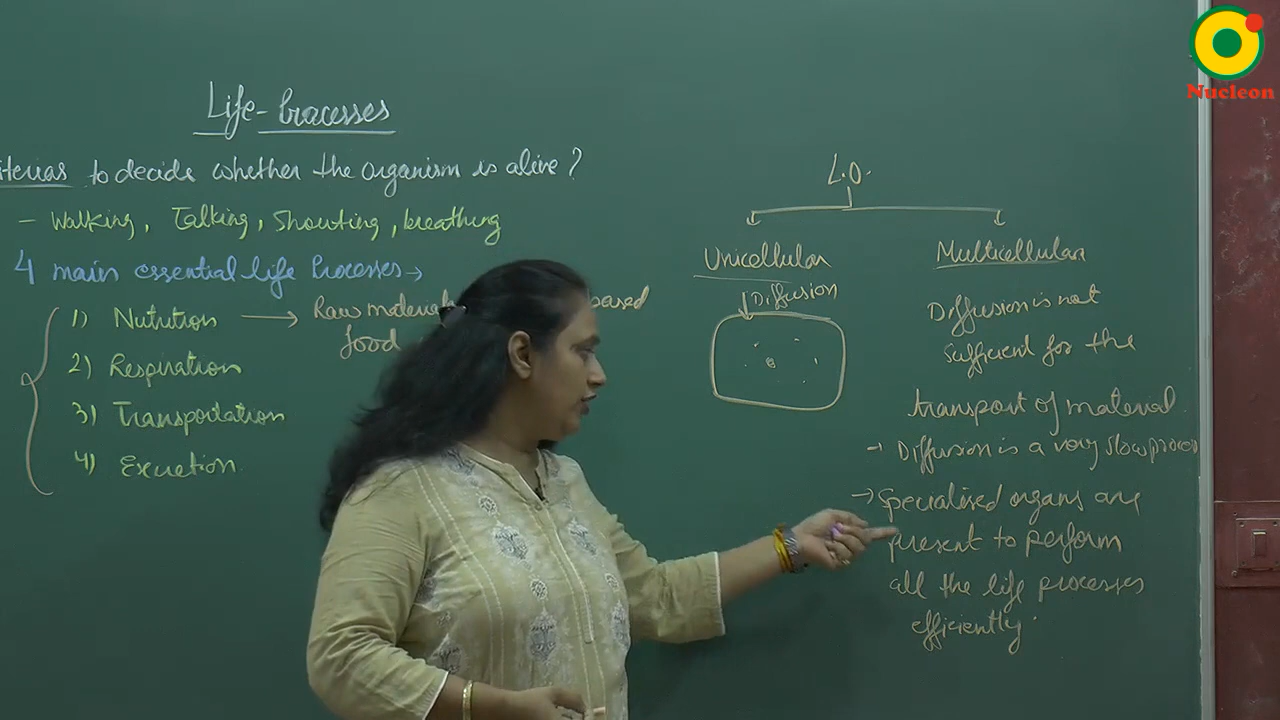 Nucleon
Life-Processes
to decide whether the organism is alive?
- Walking, Talking, Shouting, breathing
4 main essential life Processes→
1) Nutrition → Raw material based
food
2) Respiration
3) Transportation
4) Excretion.
L.O.
Unicellular
Diffusion
Multicellular
Diffusion is not
sufficient for the
transport of material
→ Diffusion is a very slow process
→ Specialised organs are
present to perform
all the life processes
efficiently.